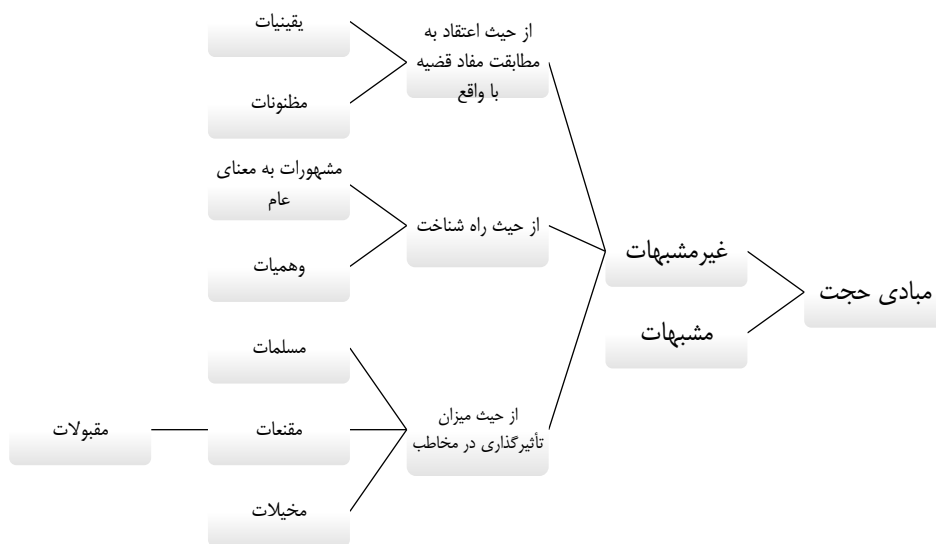 مبادی حجت
غیرمشبهات
مشبهات
از حیث اعتقاد به
مطابقت مفاد قضیه
با واقع
از حیث راه شناخت
از حیث میزان
تأثیرگذاری در مخاطب
یقینیات
مظنونات
مشهورات به معنای
عام
وهمیات
مسلمات
مقنعات
مخیلات
مقبولات